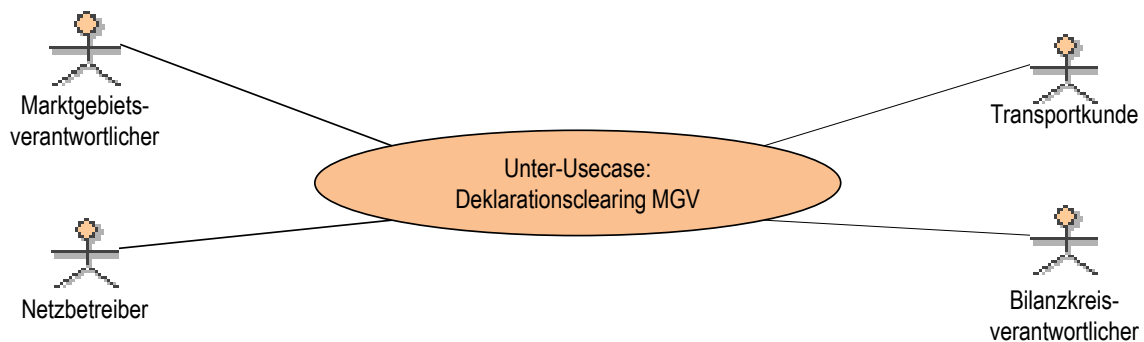 Marktgebiets-
verantwortlicher
Transportkunde
Unter-Usecase:
Deklarationsclearing MGV
Netzbetreiber
Bilanzkreis-
verantwortlicher